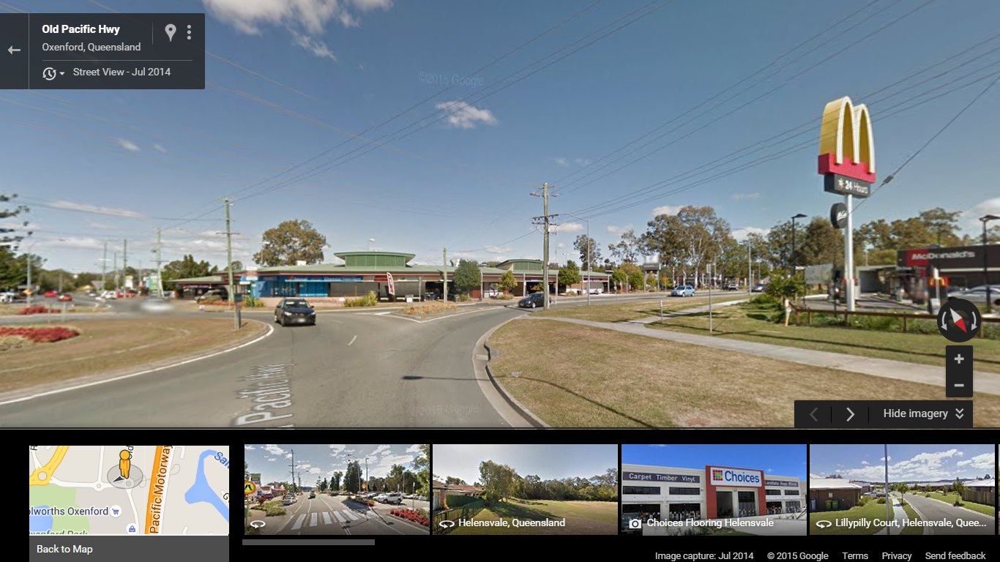 Old Pacific Hwy
Oxenford, Queensland
Street View - Jul 2014
©2015 Google
24 Hours
McDonald's
Pacific Hwy
©2015 Google
Hide imagery
Pacific Motorway
olworths Oxenford
xenford Park
Back to Map
Helensvale, Queensland
Carpet Timber Vinyl
Choices
Choices Flooring Helensvale
Lillypilly Court, Helensvale, Quee...
Image capture: Jul 2014
© 2015 Google
Terms
Privacy
Send feedback